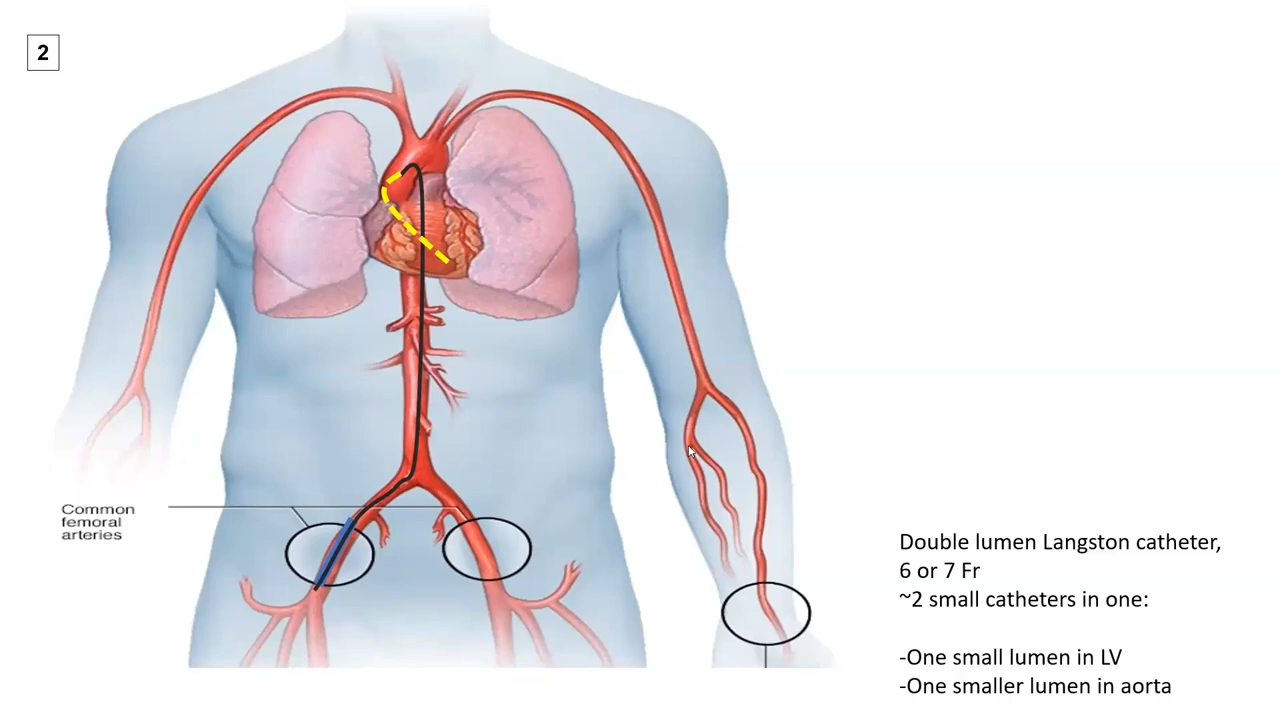 2
Common
femoral
arteries
Double lumen Langston catheter,
6 or 7 Fr
~2 small catheters in one:
-One small lumen in LV
-One smaller lumen in aorta